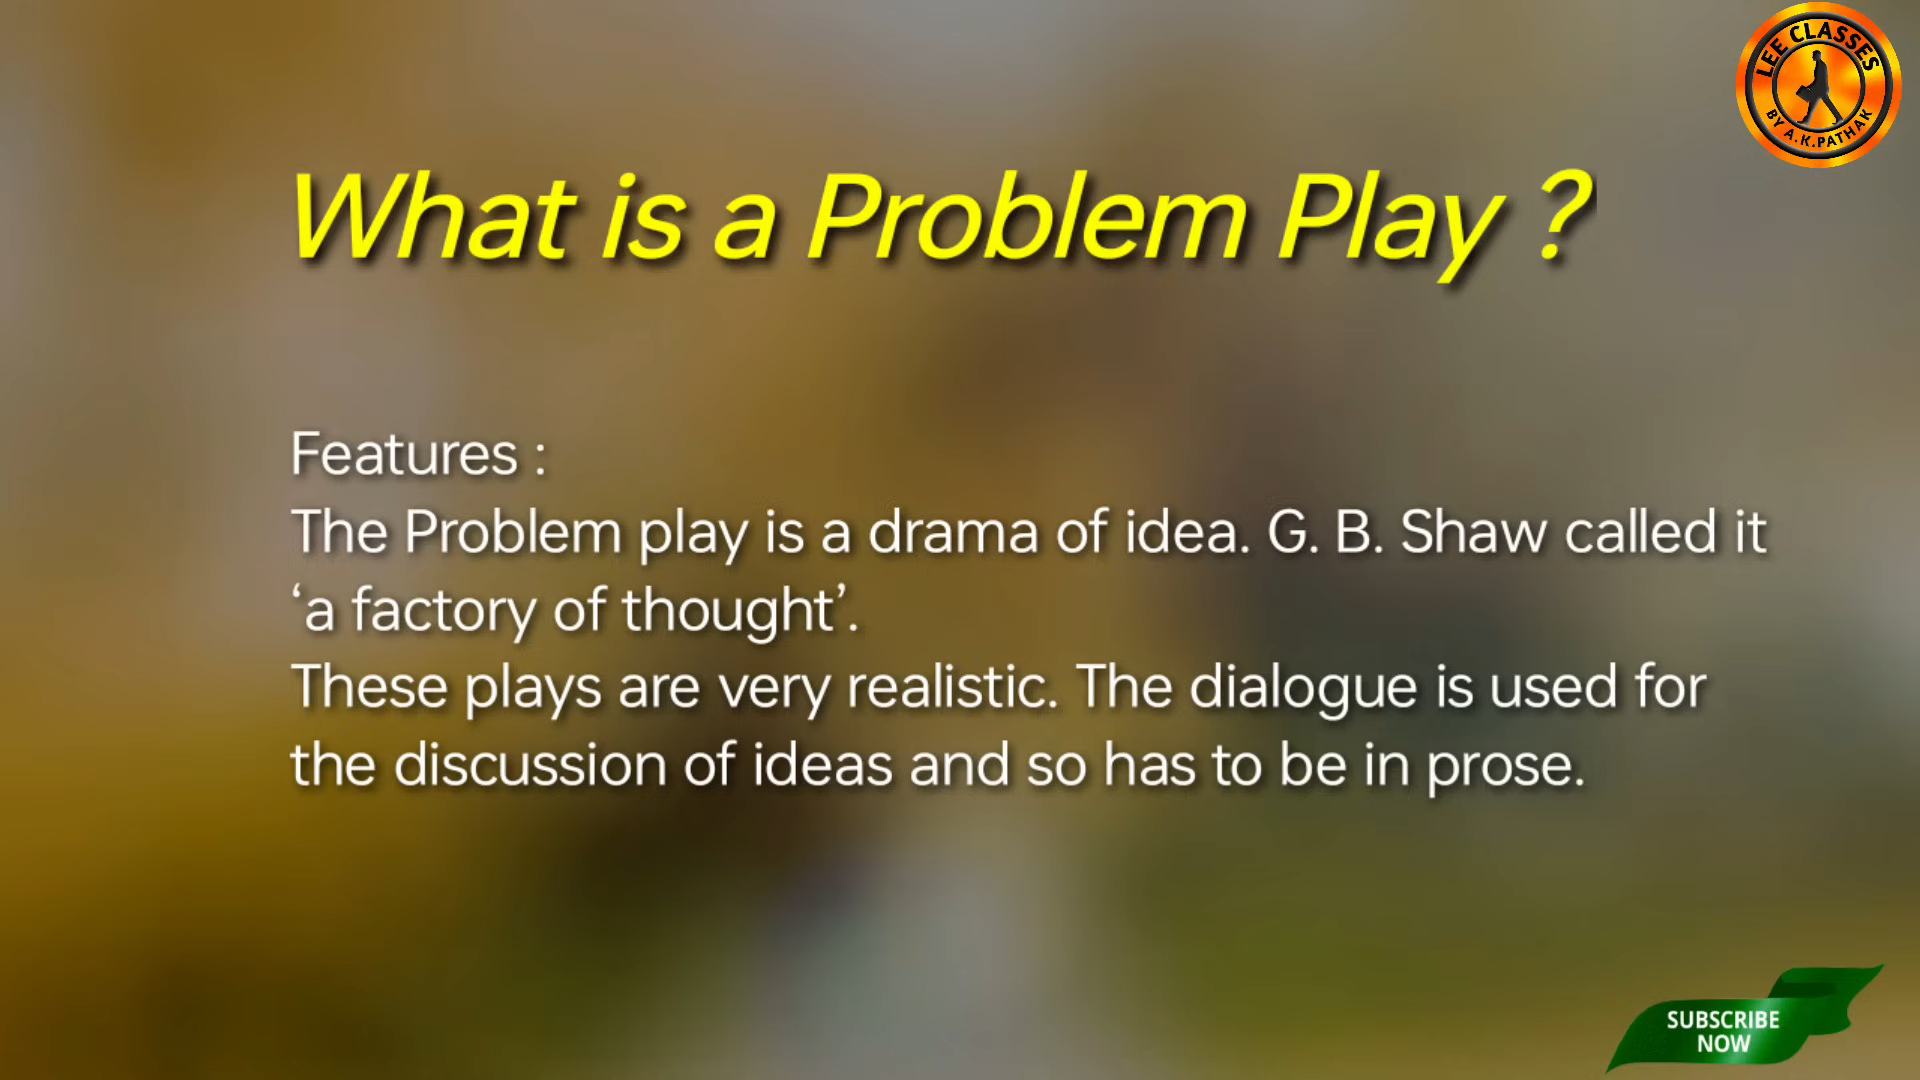 LEE CLASSES
BY A.K.PATHAK
What is a Problem Play ?
Features :
The Problem play is a drama of idea. G. B. Shaw called it
‘a factory of thought’.
These plays are very realistic. The dialogue is used for
the discussion of ideas and so has to be in prose.
SUBSCRIBE
NOW